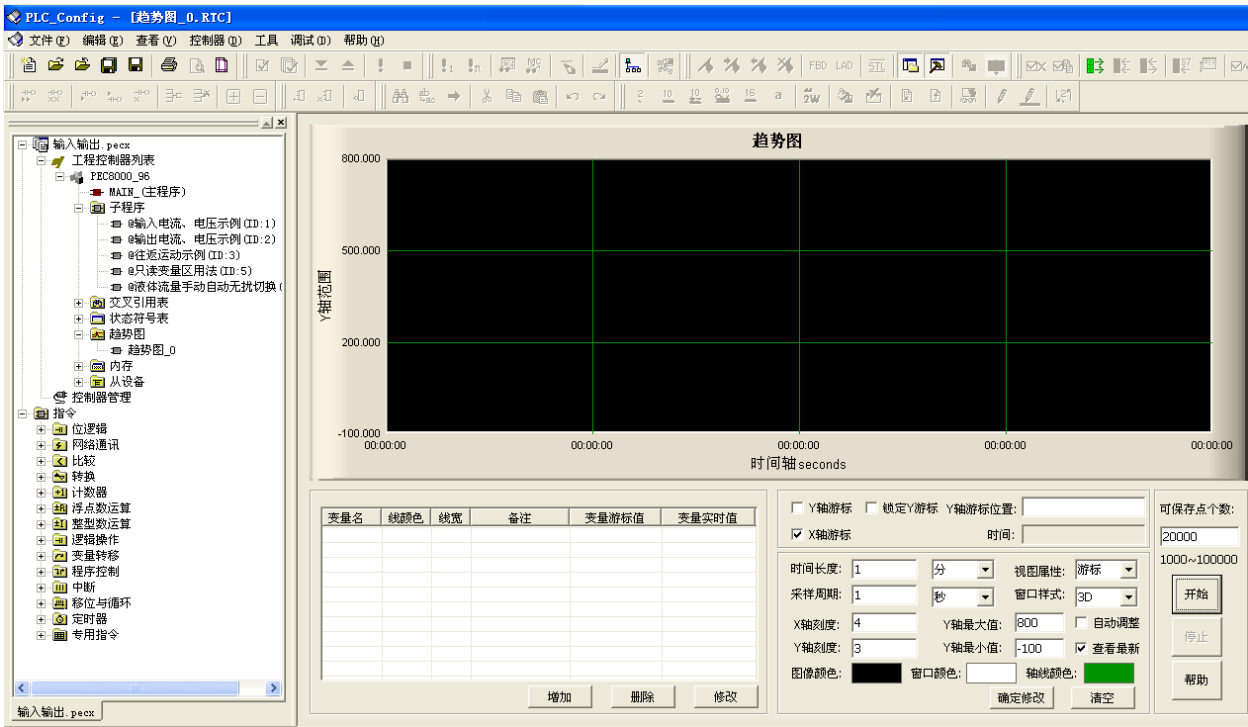 PLC_Config - [趋势图_0.RTC]
文件(F) 编辑(E) 查看(V) 控制器(D) 工具 调试(D) 帮助(H)
FBD LAD STL
输入输出.pecx
工程控制器列表
PEC8000_96
MAIN_(主程序)
子程序
@输入电流、电压示例(ID:1)
@输出电流、电压示例(ID:2)
@往返运动示例(ID:3)
@只读变量区用法(ID:5)
@液体流量手动自动无扰切换(
交叉引用表
状态符号表
趋势图
趋势图_0
内存
从设备
控制器管理
指令
位逻辑
网络通讯
比较
转换
计数器
浮点数运算
整型数运算
逻辑操作
变量转移
程序控制
中断
移位与循环
定时器
专用指令
输入输出.pecx
趋势图
800.000
500.000
200.000
-100.000
Y轴范围
00:00:00 00:00:00 00:00:00 00:00:00 00:00:00
时间轴seconds
变量名 线颜色 线宽 备注 变量游标值 变量实时值
增加 删除 修改
Y轴游标 锁定Y游标 Y轴游标位置:
X轴游标 时间:
时间长度: 1 分 视图属性: 游标
采样周期: 1 秒 窗口样式: 3D
X轴刻度: 4 Y轴最大值: 800 自动调整
Y轴刻度: 3 Y轴最小值: -100 查看最新
图像颜色: 窗口颜色: 轴线颜色:
确定修改 清空
可保存点个数:
20000
1000~100000
开始
停止
帮助